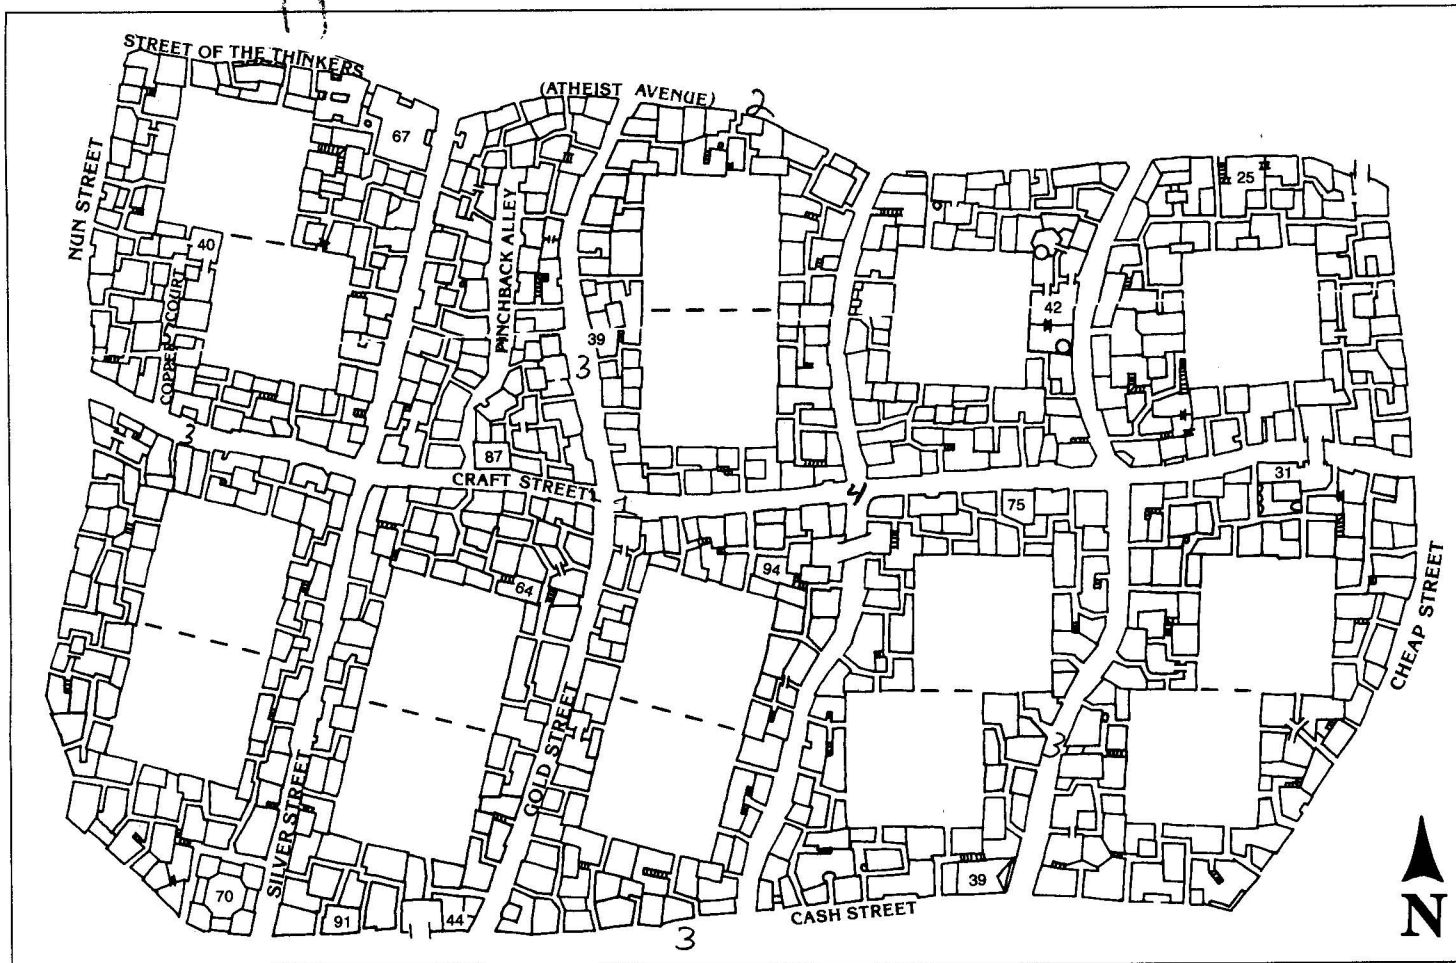 STREET OF THE THINKERS
(ATHEIST AVENUE)
2
67
25
NUN STREET
PINCHBACK ALLEY
40
COPPER COURT
39
3
42
3
87
CRAFT STREET
4
31
75
94
64
CHEAP STREET
GOLD STREET
3
SILVER STREET
70
91
44
3
CASH STREET
39
N